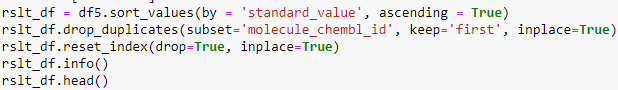 rslt_df = df5.sort_values(by = 'standard_value', ascending = True)
rslt_df.drop_duplicates(subset='molecule_chembl_id', keep='first', inplace=True)
rslt_df.reset_index(drop=True, inplace=True)
rslt_df.info()
rslt_df.head()